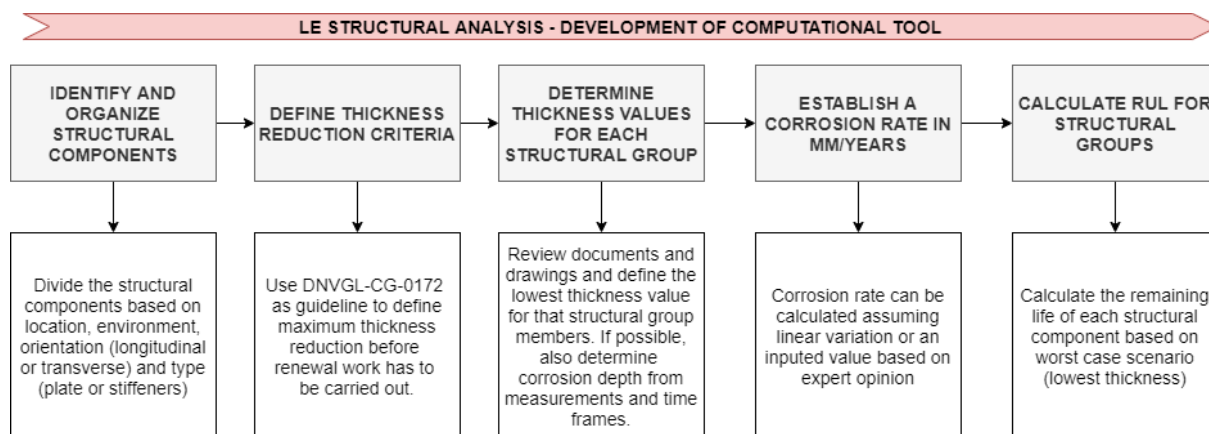 LE STRUCTURAL ANALYSIS - DEVELOPMENT OF COMPUTATIONAL TOOL
IDENTIFY AND
ORGANIZE
STRUCTURAL
COMPONENTS
DEFINE THICKNESS
REDUCTION CRITERIA
DETERMINE
THICKNESS VALUES
FOR EACH
STRUCTURAL GROUP
ESTABLISH A
CORROSION RATE IN
MM/YEARS
CALCULATE RUL FOR
STRUCTURAL
GROUPS
Divide the structural
components based on
location, environment,
orientation (longitudinal
or transverse) and type
(plate or stiffeners)
Use DNVGL-CG-0172
as guideline to define
maximum thickness
reduction before
renewal work has to
be carried out.
Review documents and
drawings and define the
lowest thickness value
for that structural group
members. If possible,
also determine
corrosion depth from
measurements and time
frames.
Corrosion rate can be
calculated assuming
linear variation or an
inputed value based on
expert opinion
Calculate the remaining
life of each structural
component based on
worst case scenario
(lowest thickness)